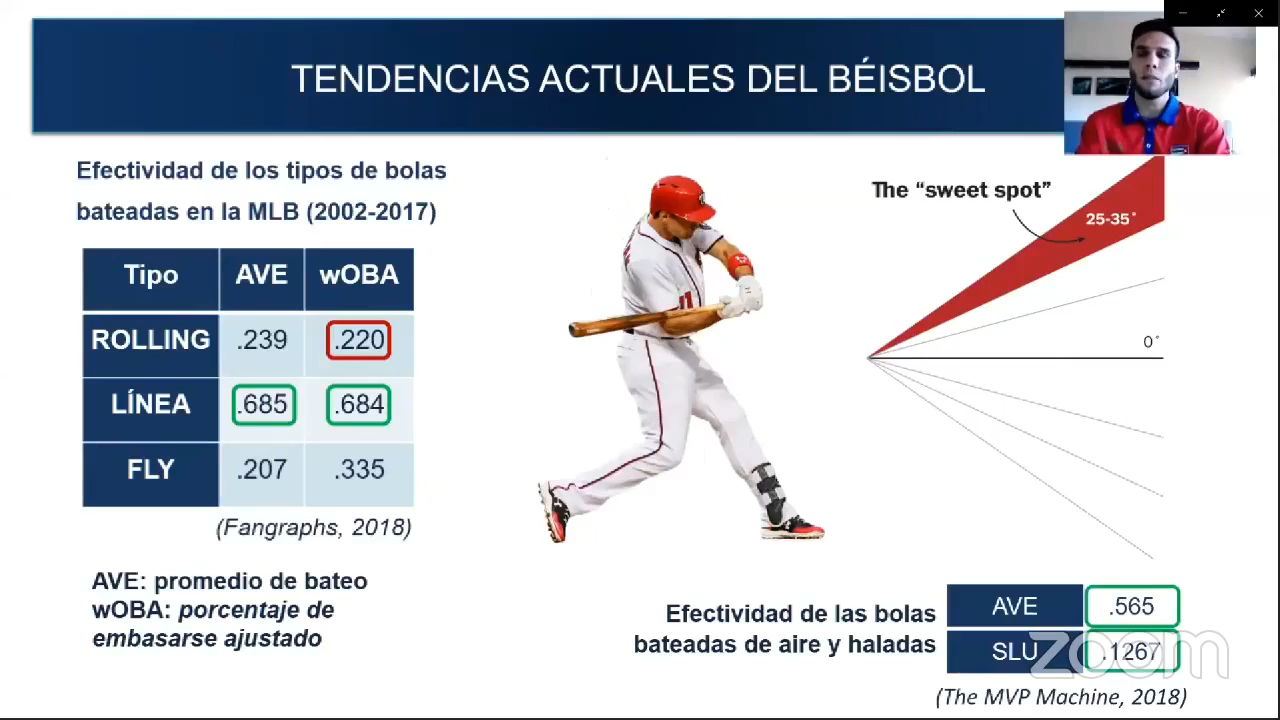 TENDENCIAS ACTUALES DEL BÉISBOL
Efectividad de los tipos de bolas
bateadas en la MLB (2002-2017)
Tipo AVE wOBA
ROLLING .239 .220
LÍNEA .685 .684
FLY .207 .335
(Fangraphs, 2018)
AVE: promedio de bateo
wOBA: porcentaje de
embasarse ajustado
The “sweet spot”
25-35°
0°
Efectividad de las bolas
bateadas de aire y haladas
AVE .565
SLU .1267
(The MVP Machine, 2018)
zoom